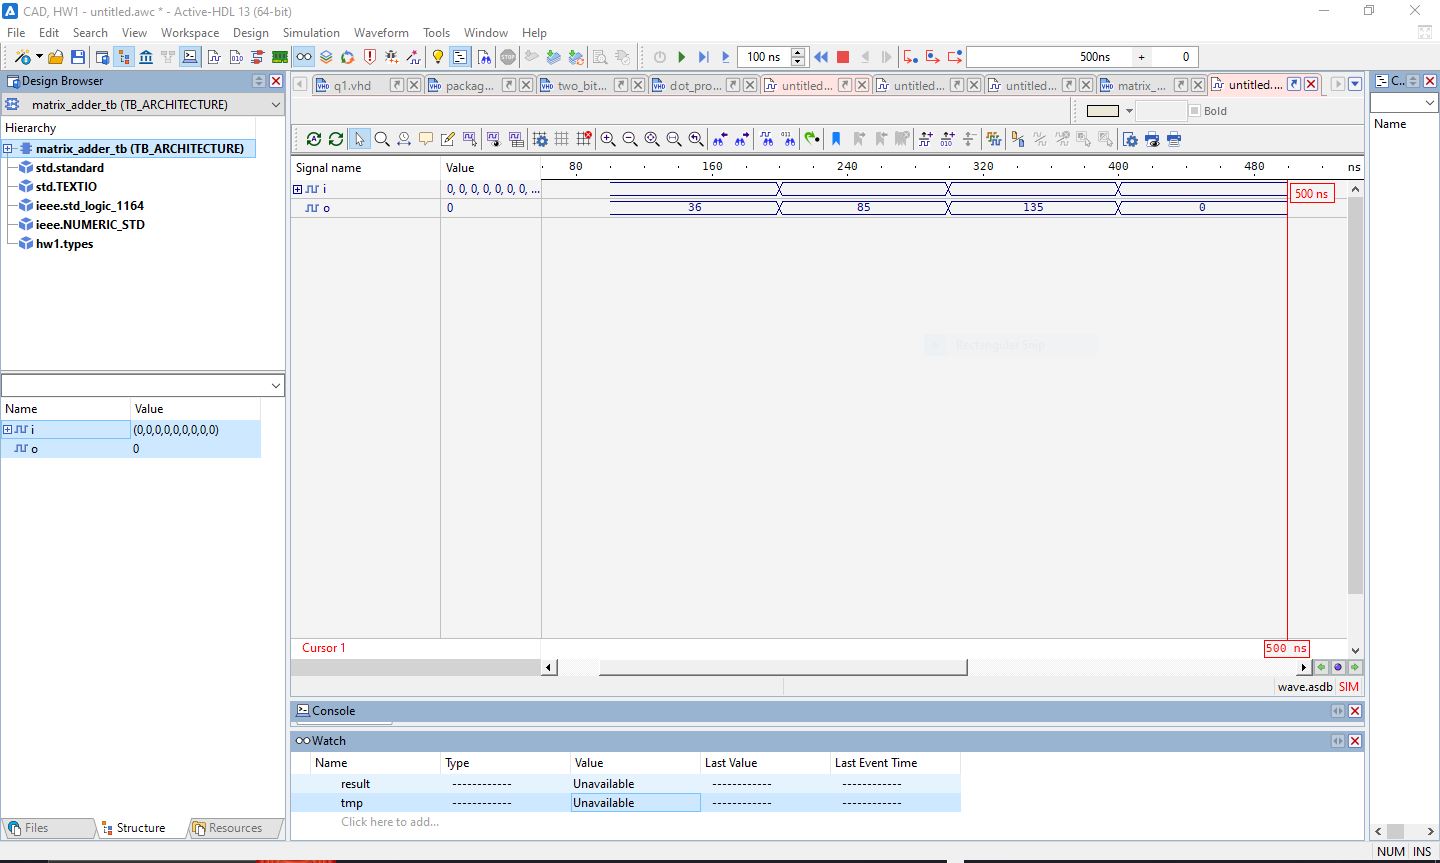 CAD, HW1 - untitled.awc * - Active-HDL 13 (64-bit)
File Edit Search View Workspace Design Simulation Waveform Tools Window Help
100 ns
500ns + 0
Design Browser
matrix_adder_tb (TB_ARCHITECTURE)
Hierarchy
matrix_adder_tb (TB_ARCHITECTURE)
std.standard
std.TEXTIO
ieee.std_logic_1164
ieee.NUMERIC_STD
hw1.types
Name Value
i (0,0,0,0,0,0,0,0,0)
o 0
Files Structure Resources
q1.vhd packag... two_bit... dot_pro... untitled... untitled... untitled... matrix_... untitled....
Bold
Signal name Value 80 160 240 320 400 480 ns
i 0, 0, 0, 0, 0, 0, 0, ... 500 ns
o 0 36 85 135 0
Rectangular Snip
Cursor 1 500 ns
wave.asdb SIM
Console
Watch
Name Type Value Last Value Last Event Time
result ------------ Unavailable ------------ ------------
tmp ------------ Unavailable ------------ ------------
Click here to add...
C..
Name
NUM INS